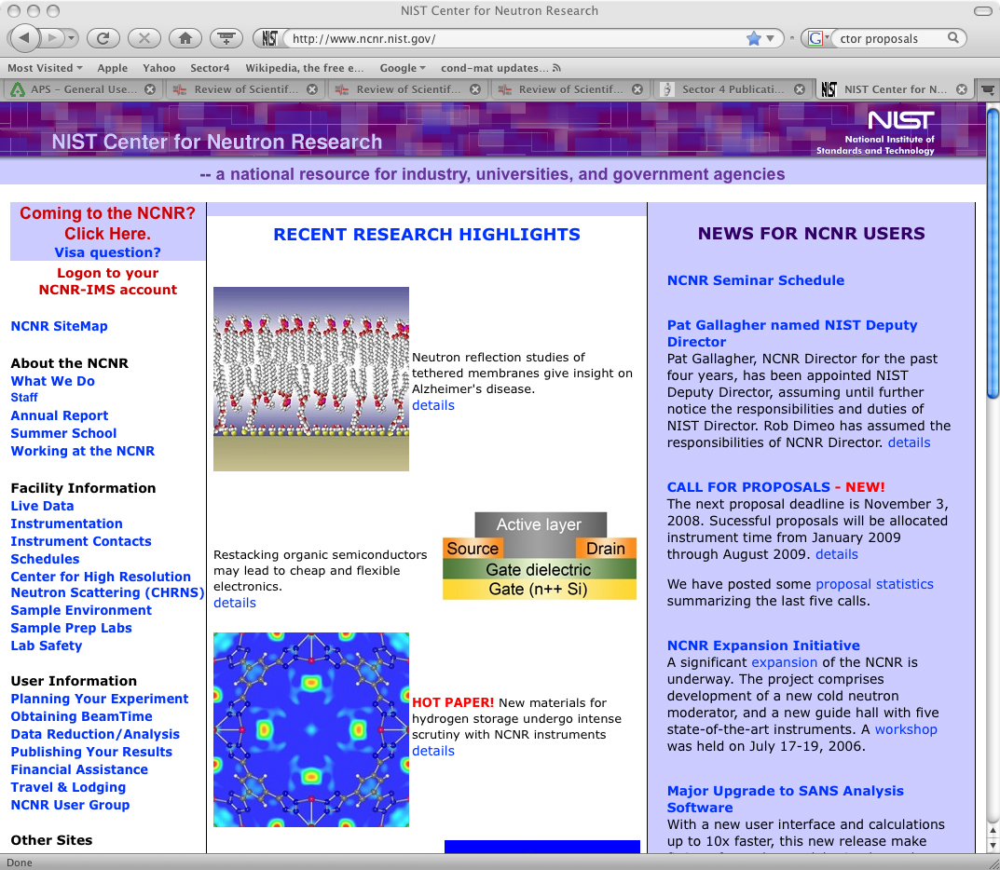 NIST Center for Neutron Research
NIST
http://www.ncnr.nist.gov/
G
ctor proposals
Most Visited
Apple
Yahoo
Sector4
Wikipedia, the free e...
Google
cond-mat updates...
APS – General Use...
Review of Scientif...
Review of Scientif...
Review of Scientif...
Sector 4 Publicati...
NIST
NIST Center for N...
NIST Center for Neutron Research
NIST
National Institute of
Standards and Technology
-- a national resource for industry, universities, and government agencies
Coming to the NCNR?
Click Here.
Visa question?
Logon to your
NCNR-IMS account
NCNR SiteMap
About the NCNR
What We Do
Staff
Annual Report
Summer School
Working at the NCNR
Facility Information
Live Data
Instrumentation
Instrument Contacts
Schedules
Center for High Resolution
Neutron Scattering (CHRNS)
Sample Environment
Sample Prep Labs
Lab Safety
User Information
Planning Your Experiment
Obtaining BeamTime
Data Reduction/Analysis
Publishing Your Results
Financial Assistance
Travel & Lodging
NCNR User Group
Other Sites
RECENT RESEARCH HIGHLIGHTS
Neutron reflection studies of
tethered membranes give insight on
Alzheimer's disease.
details
Restacking organic semiconductors
may lead to cheap and flexible
electronics.
details
Active layer
Source
Drain
Gate dielectric
Gate (n++ Si)
HOT PAPER! New materials for
hydrogen storage undergo intense
scrutiny with NCNR instruments
details
NEWS FOR NCNR USERS
NCNR Seminar Schedule
Pat Gallagher named NIST Deputy
Director
Pat Gallagher, NCNR Director for the past
four years, has been appointed NIST
Deputy Director, assuming until further
notice the responsibilities and duties of
NIST Director. Rob Dimeo has assumed the
responsibilities of NCNR Director. details
CALL FOR PROPOSALS - NEW!
The next proposal deadline is November 3,
2008. Sucessful proposals will be allocated
instrument time from January 2009
through August 2009. details
We have posted some proposal statistics
summarizing the last five calls.
NCNR Expansion Initiative
A significant expansion of the NCNR is
underway. The project comprises
development of a new cold neutron
moderator, and a new guide hall with five
state-of-the-art instruments. A workshop
was held on July 17-19, 2006.
Major Upgrade to SANS Analysis
Software
With a new user interface and calculations
up to 10x faster, this new release make
Done